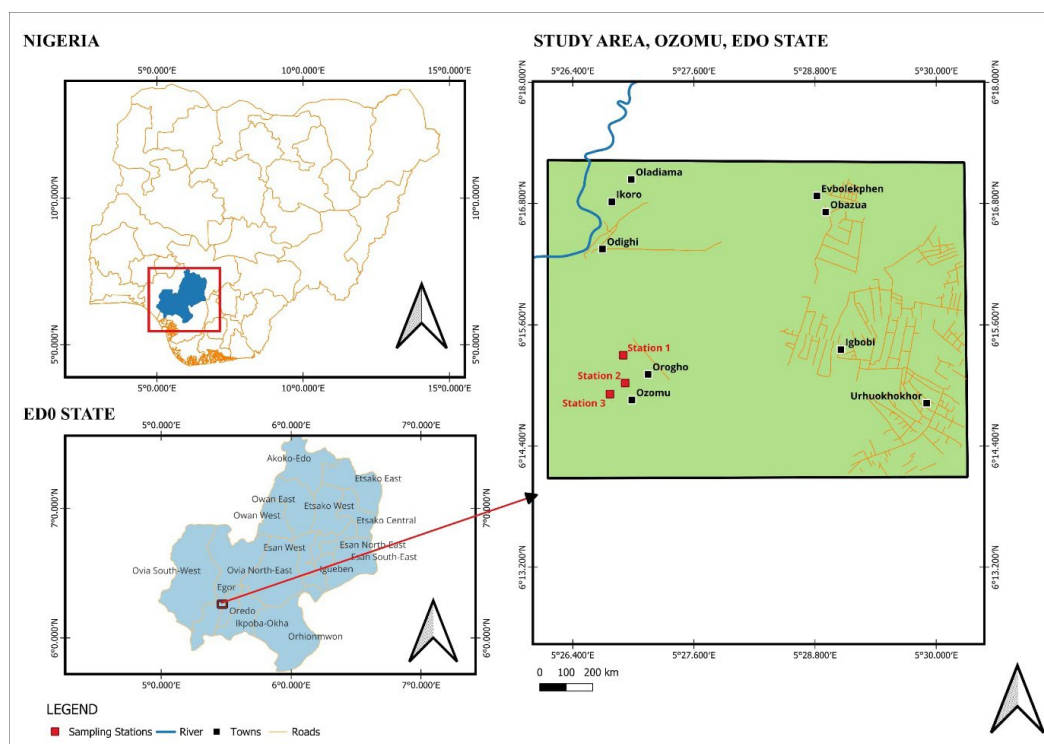 NIGERIA
5°0.000'E 10°0.000'E 15°0.000'E
10°0.000'N
10°0.000'N
5°0.000'N
5°0.000'N
5°0.000'E 10°0.000'E 15°0.000'E
ED0 STATE
5°0.000'E 6°0.000'E 7°0.000'E
Akoko-Edo
Etsako East
Owan East
Etsako West
Owan West
Etsako Central
7°0.000'N
7°0.000'N
Esan West
Esan North-East
Esan South-East
Ovia South-West
Ovia North-East
Igueben
Egor
Oredo
Ikpoba-Okha
Orhionmwon
6°0.000'N
6°0.000'N
5°0.000'E 6°0.000'E 7°0.000'E
LEGEND
Sampling Stations River Towns Roads
STUDY AREA, OZOMU, EDO STATE
5°26.400'E 5°27.600'E 5°28.800'E 5°30.000'E
6°18.000'N
6°18.000'N
Oladiama
Ikoro
Evbolekphen
Obazua
6°16.800'N
6°16.800'N
Odighi
6°15.600'N
6°15.600'N
Station 1
Igbobi
Orogho
Station 2
Station 3
Ozomu
Urhuokhokhor
6°14.400'N
6°14.400'N
6°13.200'N
6°13.200'N
5°26.400'E 5°27.600'E 5°28.800'E 5°30.000'E
0 100 200 km